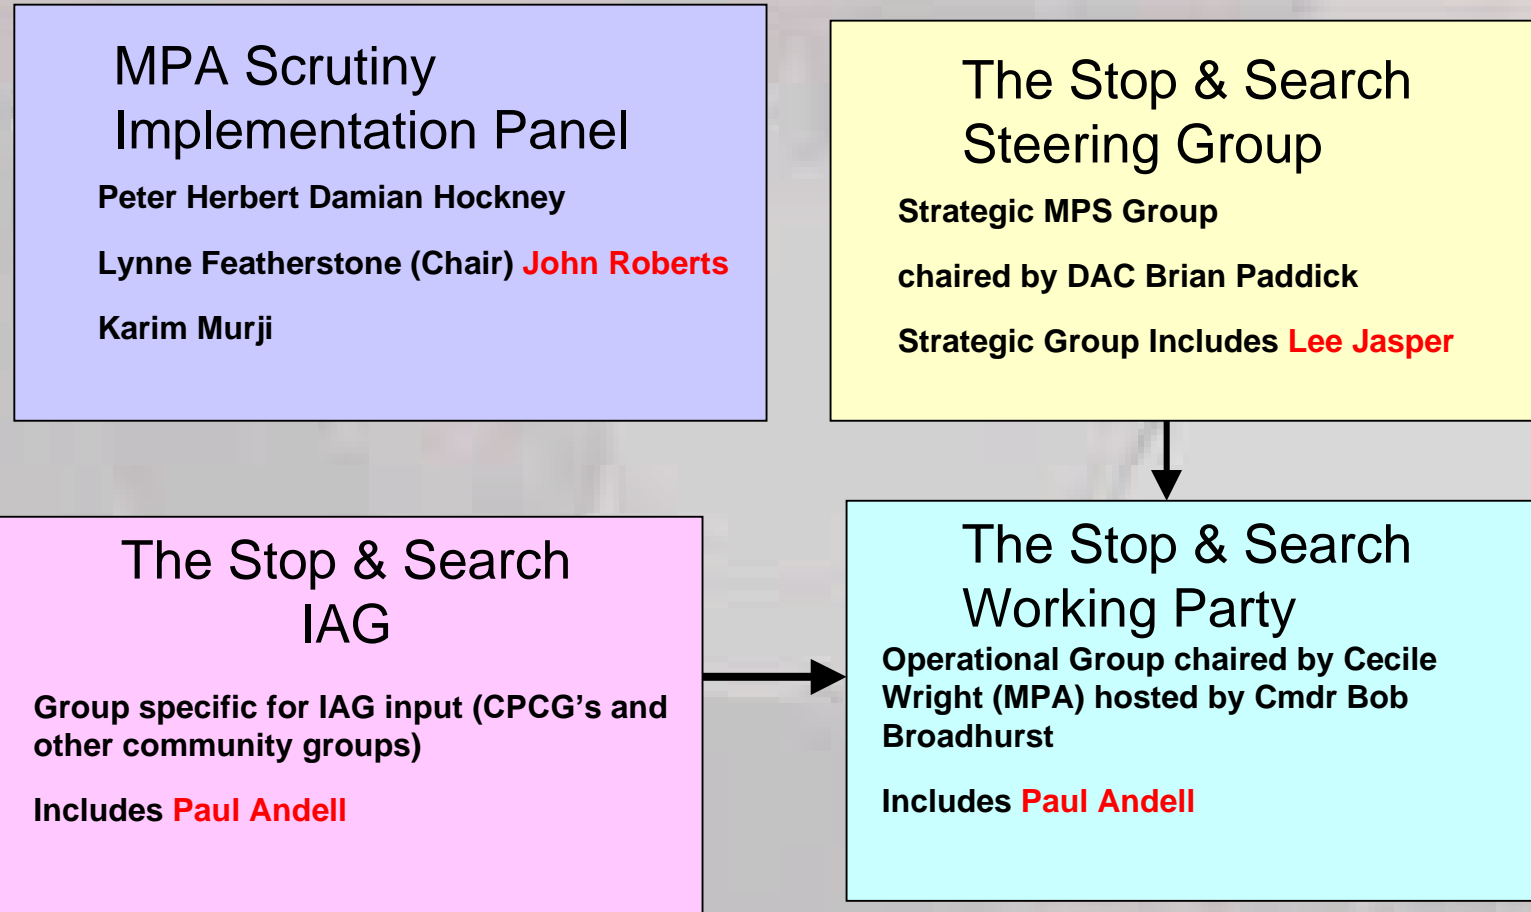 MPA Scrutiny
Implementation Panel
Peter Herbert Damian Hockney
Lynne Featherstone (Chair) John Roberts
Karim Murji
The Stop & Search
Steering Group
Strategic MPS Group
chaired by DAC Brian Paddick
Strategic Group Includes Lee Jasper
The Stop & Search
IAG
Group specific for IAG input (CPCG's and
other community groups)
Includes Paul Andell
The Stop & Search
Working Party
Operational Group chaired by Cecile
Wright (MPA) hosted by Cmdr Bob
Broadhurst
Includes Paul Andell